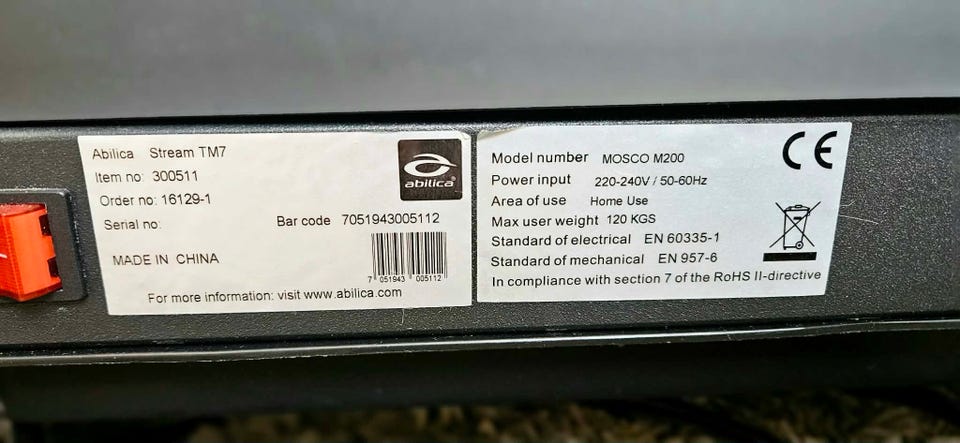 Abilica Stream TM7
Item no: 300511
Order no: 16129-1
Serial no:
Bar code 7051943005112
MADE IN CHINA
For more information: visit www.abilica.com
abilica
7 051943 005112
Model number MOSCO M200
Power input 220-240V / 50-60Hz
Area of use Home Use
Max user weight 120 KGS
Standard of electrical EN 60335-1
Standard of mechanical EN 957-6
In compliance with section 7 of the RoHS II-directive
CE